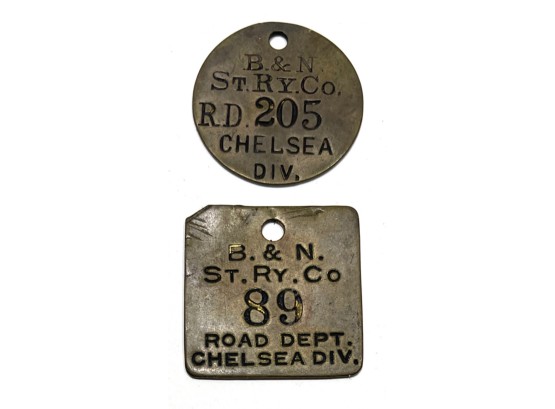 B. & N.
ST. RY. CO.
R.D. 205
CHELSEA
DIV.
B. & N.
ST. RY. CO
89
ROAD DEPT.
CHELSEA DIV.